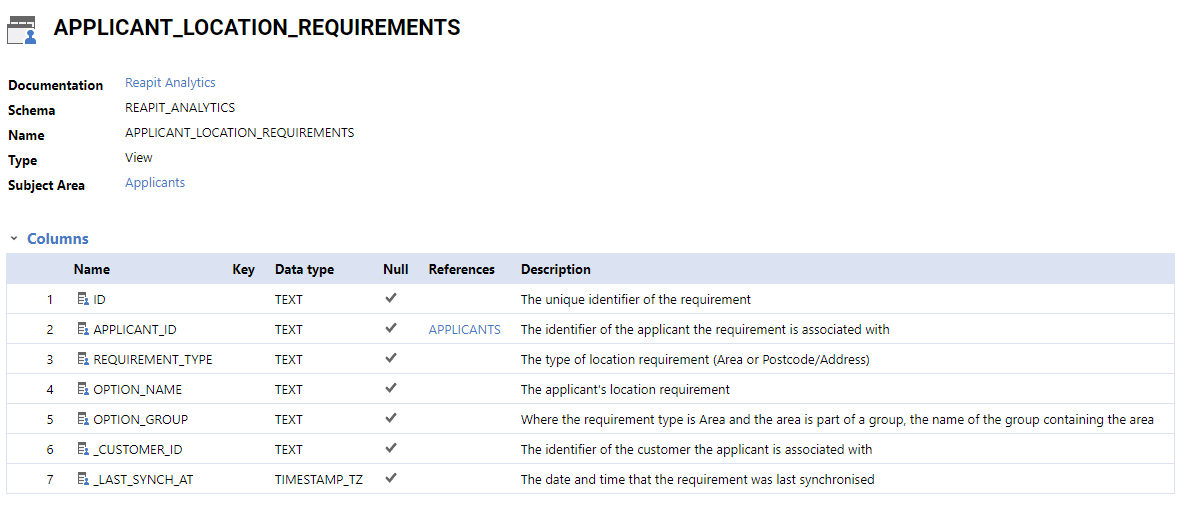 APPLICANT_LOCATION_REQUIREMENTS
Documentation Reapit Analytics
Schema REAPIT_ANALYTICS
Name APPLICANT_LOCATION_REQUIREMENTS
Type View
Subject Area Applicants
Columns
Name Key Data type Null References Description
1 ID TEXT The unique identifier of the requirement
2 APPLICANT_ID TEXT APPLICANTS The identifier of the applicant the requirement is associated with
3 REQUIREMENT_TYPE TEXT The type of location requirement (Area or Postcode/Address)
4 OPTION_NAME TEXT The applicant's location requirement
5 OPTION_GROUP TEXT Where the requirement type is Area and the area is part of a group, the name of the group containing the area
6 _CUSTOMER_ID TEXT The identifier of the customer the applicant is associated with
7 _LAST_SYNCH_AT TIMESTAMP_TZ The date and time that the requirement was last synchronised